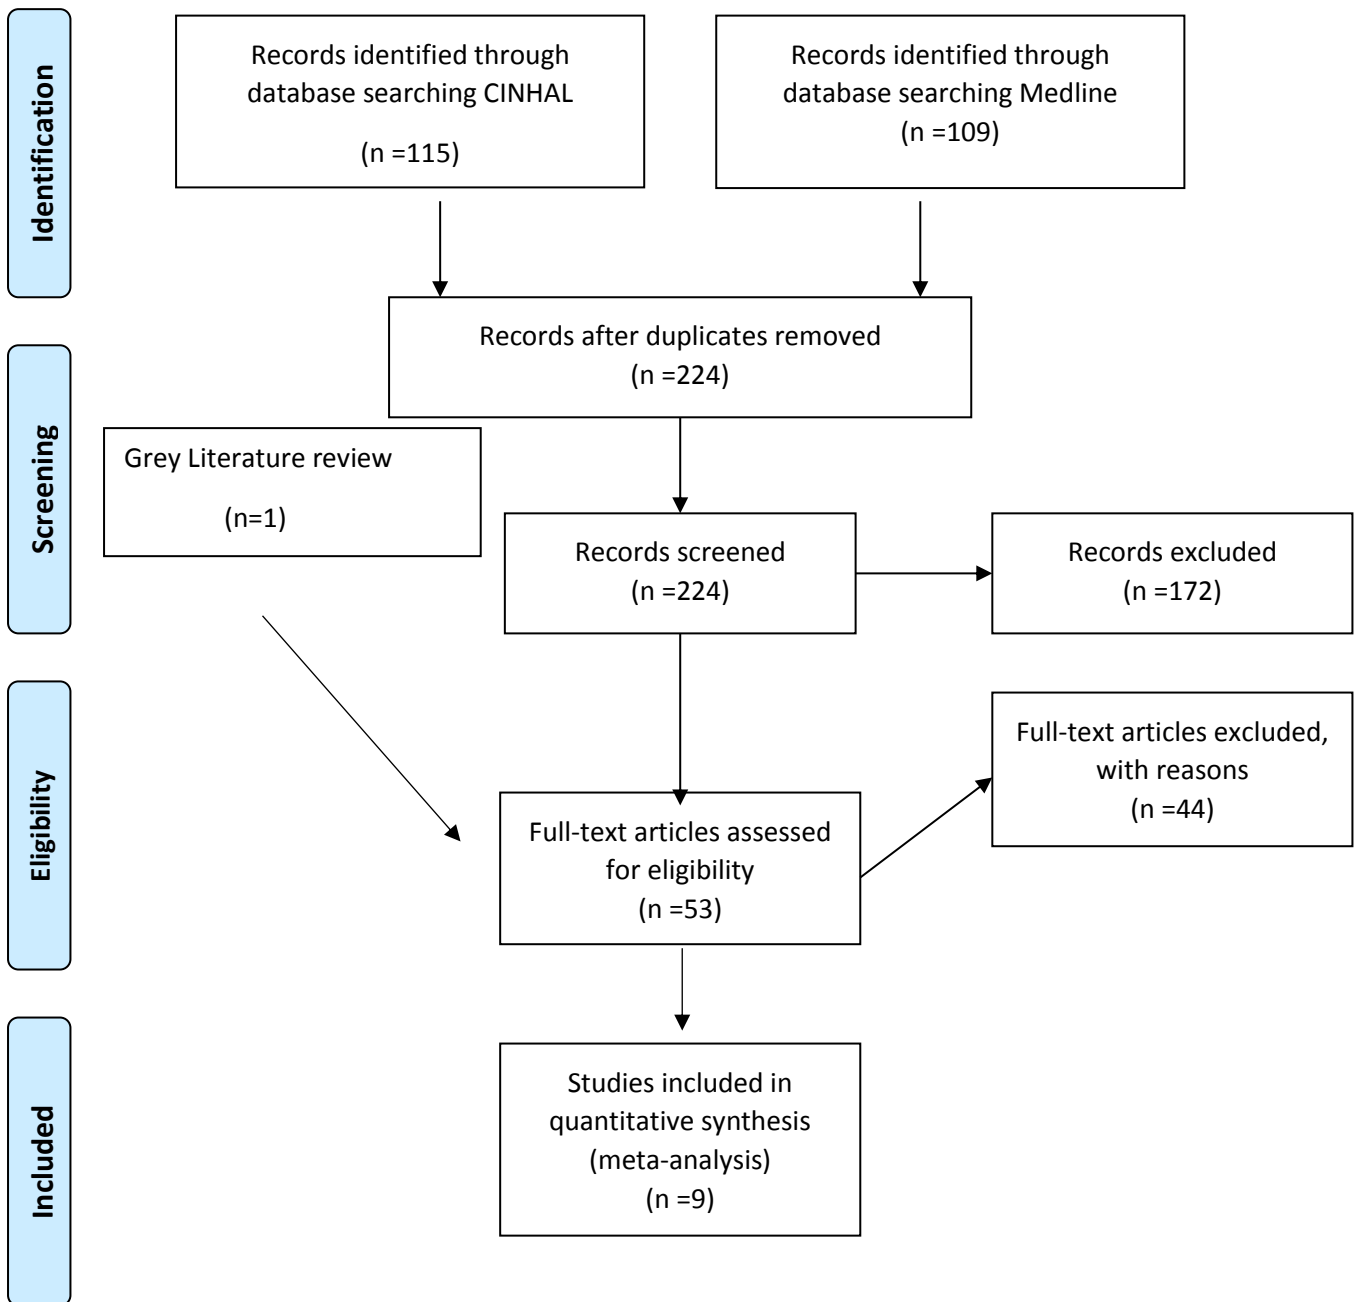 Identification
Records identified through
database searching CINHAL
(n =115)
Records identified through
database searching Medline
(n =109)
Records after duplicates removed
(n =224)
Screening
Grey Literature review
(n=1)
Records screened
(n =224)
Records excluded
(n =172)
Eligibility
Full-text articles assessed
for eligibility
(n =53)
Full-text articles excluded,
with reasons
(n =44)
Included
Studies included in
quantitative synthesis
(meta-analysis)
(n =9)